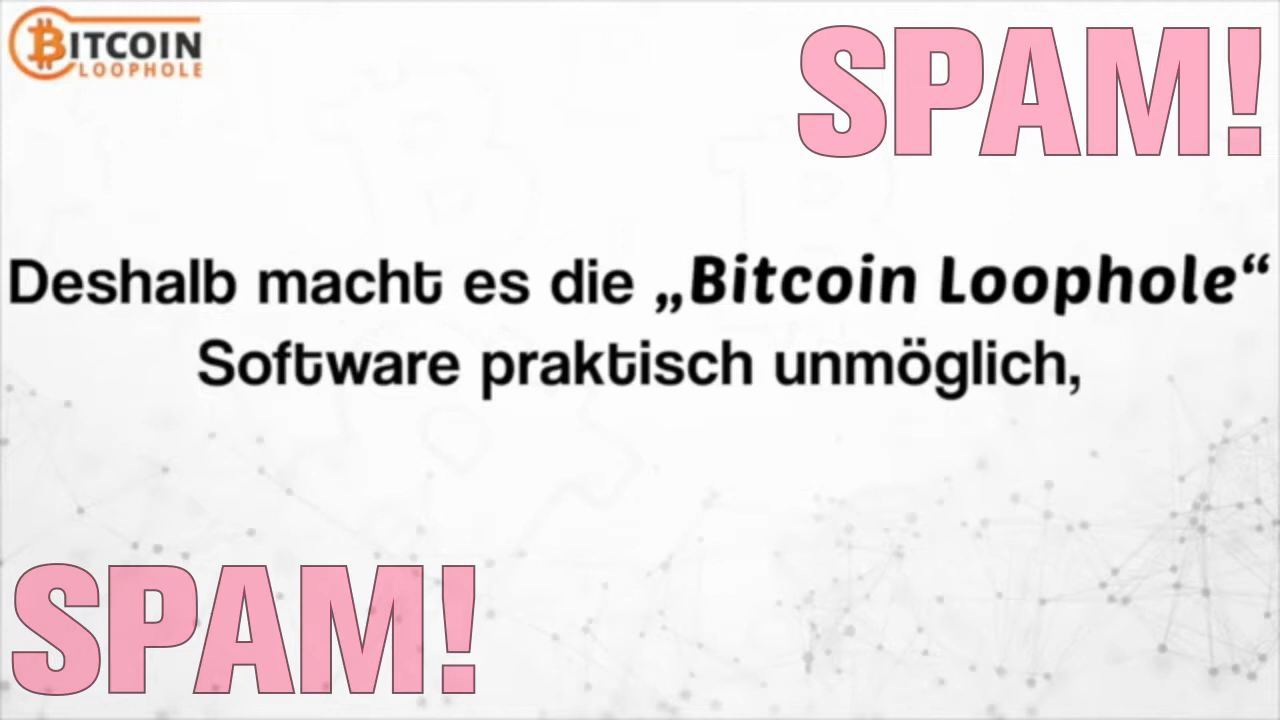 BITCOIN
LOOPHOLE
SPAM!
Deshalb macht es die „Bitcoin Loophole“
Software praktisch unmöglich,
SPAM!